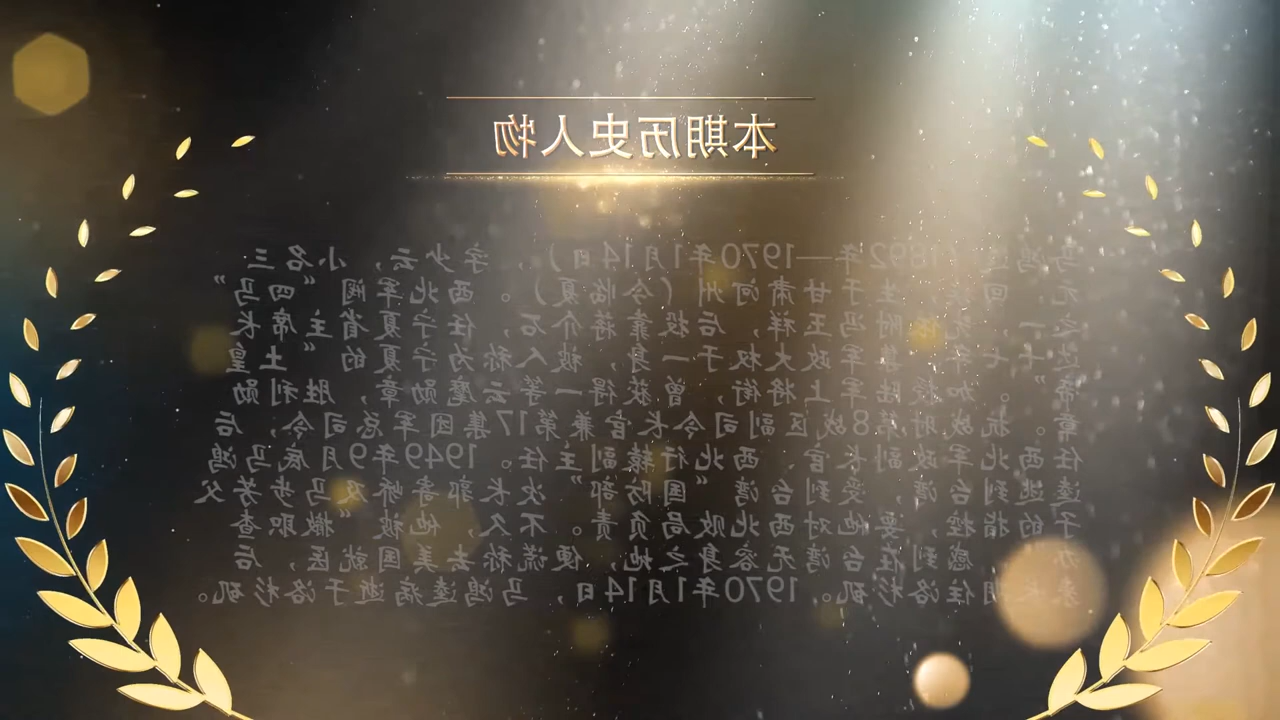 本期历史人物
马鸿逵（1892年—1970年1月14日），字少云，小名三
元，回族，生于甘肃河州（今临夏）。西北军阀“四马”
之一，易附冯玉祥，后投靠蒋介石，任宁夏省主席长
达十七年，集军政大权于一身，被人称为宁夏的“土皇
帝”。加授陆军上将衔，曾获得一等云麾勋章，胜利勋
章。抗战时第8战区副司令长官兼第17集团军总司令，后
任西北军政副长官、西北行辕副主任。1949年9月底马鸿
逵逃到台湾，受到台湾“国防部”次长郭寄峤及马步芳父
子的指控，要他对西北败局负责。不久，他被“撤职查
办”，感到在台湾无容身之地，便谎称去美国就医，后
来长期住洛杉矶。1970年1月14日，马鸿逵病逝于洛杉矶。